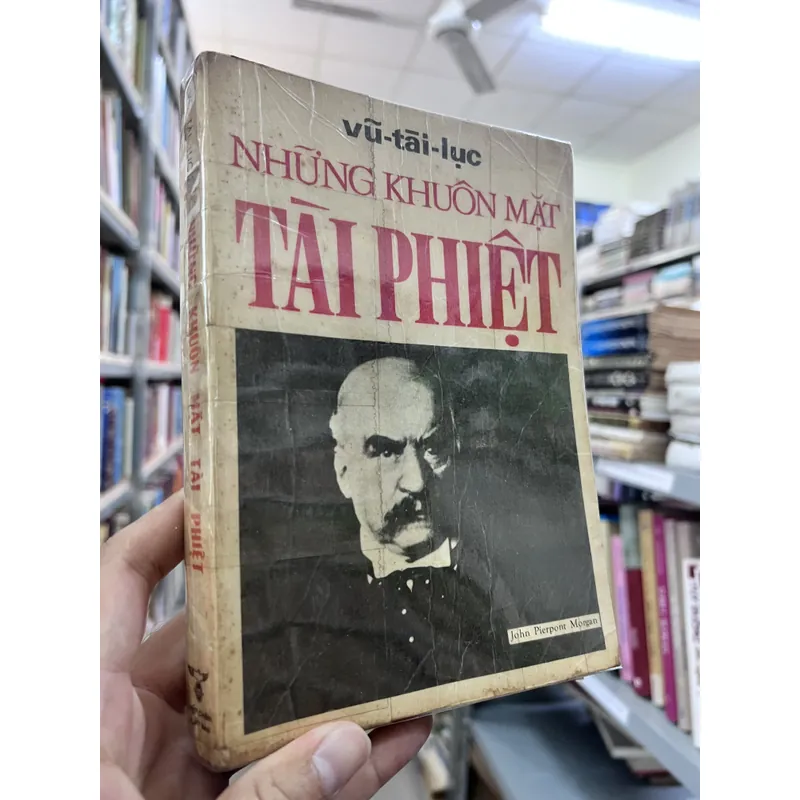 vũ-tài-lục
NHỮNG KHUÔN MẶT
TÀI PHIỆT
John Pierpont Morgan
NHỮNG KHUÔN MẶT TÀI PHIỆT